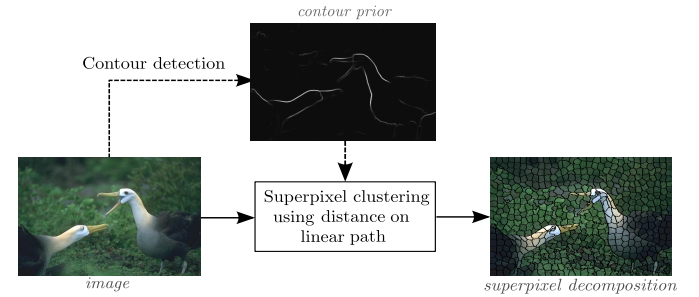 contour prior
Contour detection
Superpixel clustering
using distance on
linear path
image
superpixel decomposition